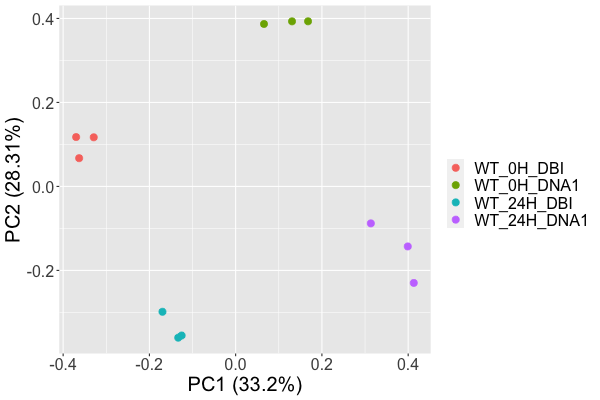 0.4
0.2
0.0
-0.2
-0.4
-0.2
0.0
0.2
0.4
PC1 (33.2%)
PC2 (28.31%)
WT_0H_DBI
WT_0H_DNA1
WT_24H_DBI
WT_24H_DNA1